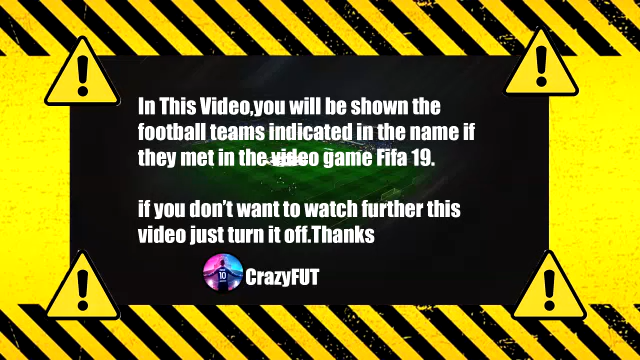 In This Video,you will be shown the
football teams indicated in the name if
they met in the video game Fifa 19.
if you don't want to watch further this
video just turn it off.Thanks
10
CrazyFUT